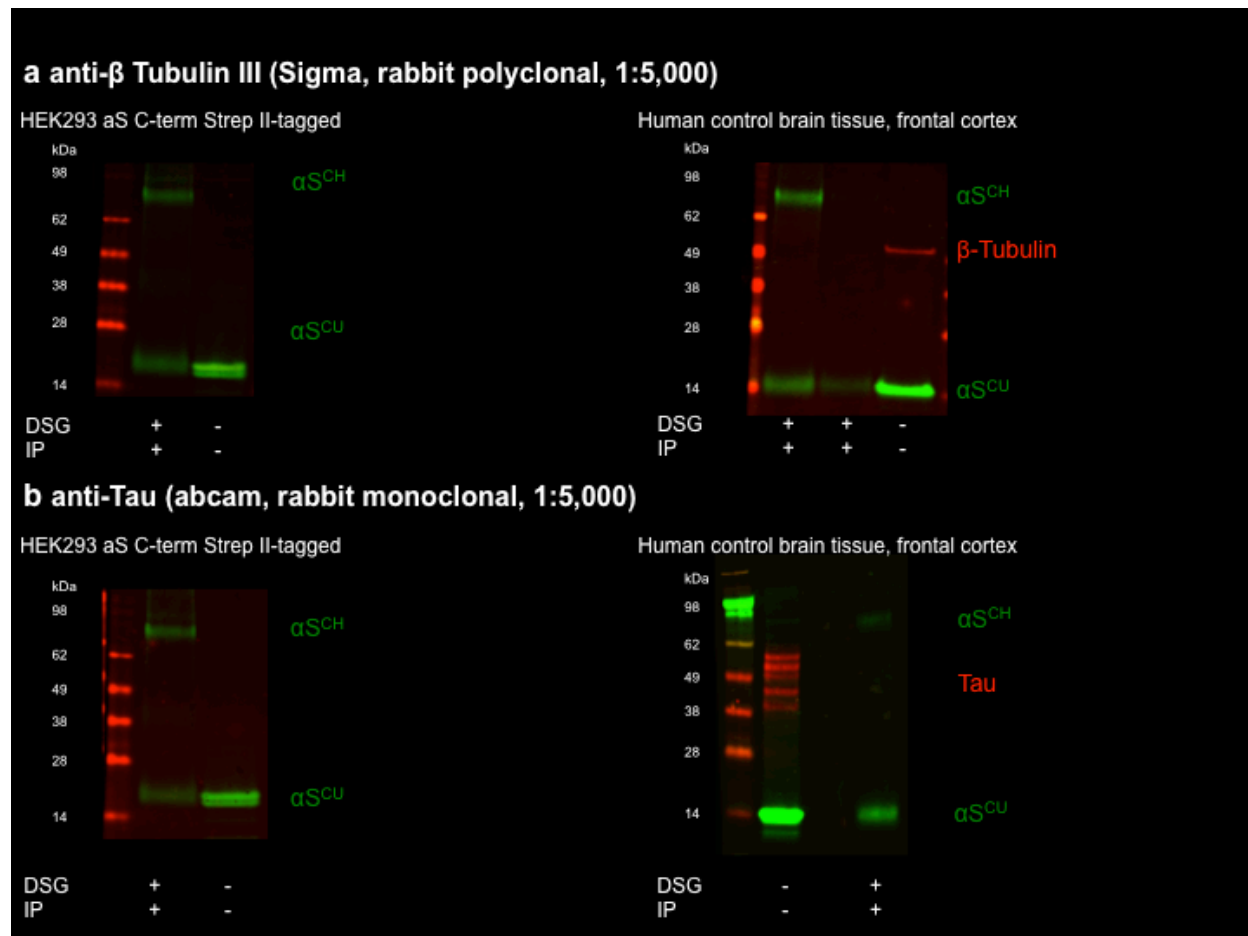 a anti-β Tubulin III (Sigma, rabbit polyclonal, 1:5,000)
HEK293 aS C-term Strep II-tagged
kDa
98
62
49
38
28
14
αSCH
αSCU
DSG + -
IP + -
Human control brain tissue, frontal cortex
kDa
98
62
49
38
28
14
αSCH
β-Tubulin
αSCU
DSG + + -
IP + + -
b anti-Tau (abcam, rabbit monoclonal, 1:5,000)
HEK293 aS C-term Strep II-tagged
kDa
98
62
49
38
28
14
αSCH
αSCU
DSG + -
IP + -
Human control brain tissue, frontal cortex
kDa
98
62
49
38
28
14
αSCH
Tau
αSCU
DSG - +
IP - +